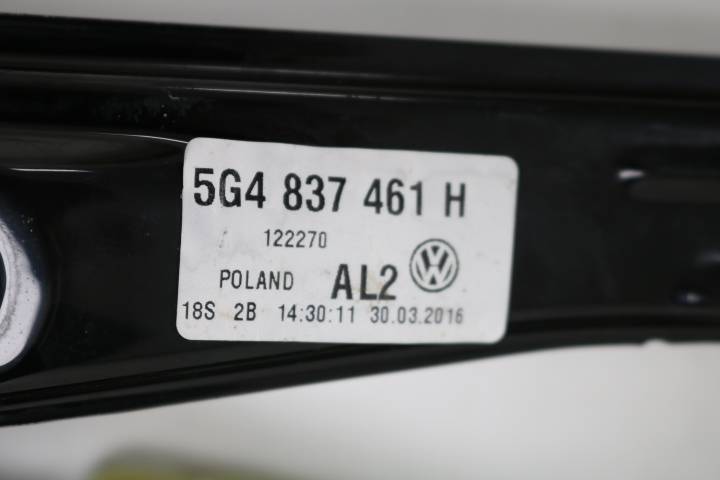 5G4 837 461 H
122270
POLAND AL2
18S 2B 14:30:11 30.03.2016